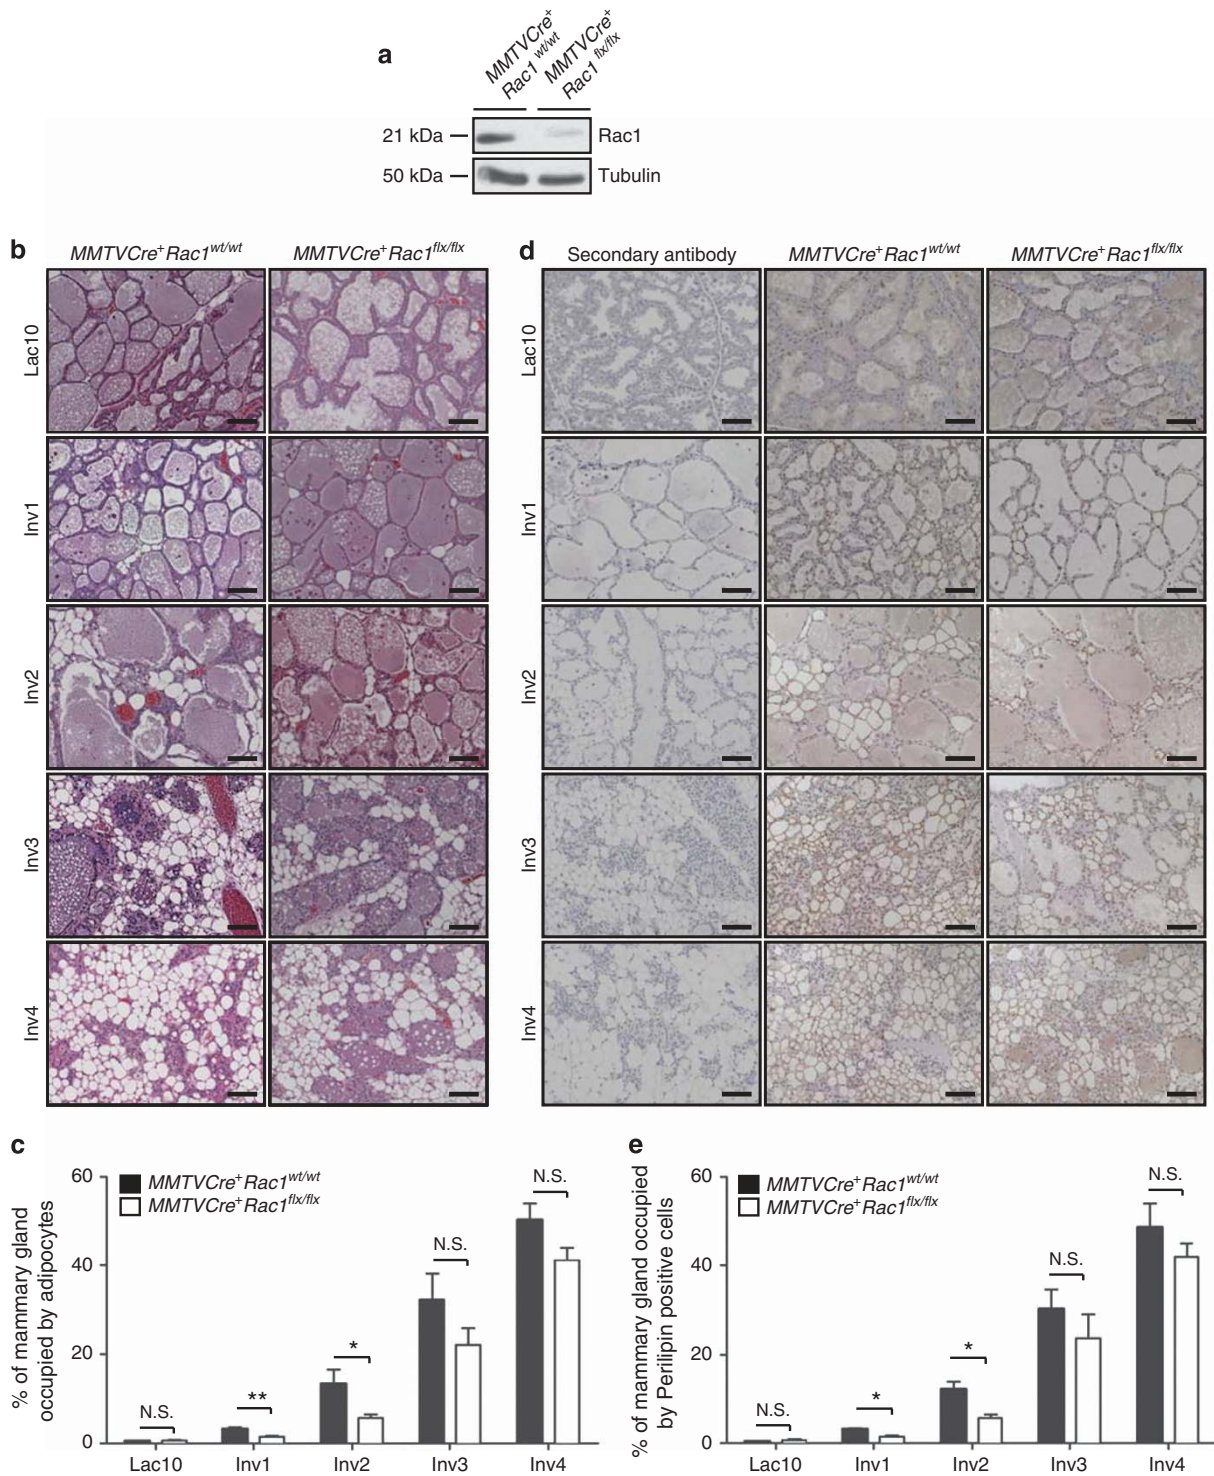 a
MMTVCre+
Rac1 wt/wt
MMTVCre+
Rac1 flx/flx
21 kDa
Rac1
50 kDa
Tubulin
b
MMTVCre+Rac1wt/wt
MMTVCre+Rac1flx/flx
Lac10
Inv1
Inv2
Inv3
Inv4
d
Secondary antibody
MMTVCre+Rac1wt/wt
MMTVCre+Rac1flx/flx
Lac10
Inv1
Inv2
Inv3
Inv4
c
% of mammary gland
occupied by adipocytes
60
40
20
0
MMTVCre+Rac1wt/wt
MMTVCre+Rac1flx/flx
N.S.
**
*
N.S.
N.S.
Lac10 Inv1 Inv2 Inv3 Inv4
e
% of mammary gland occupied
by Perilipin positive cells
60
40
20
0
MMTVCre+Rac1wt/wt
MMTVCre+Rac1flx/flx
N.S.
*
*
N.S.
N.S.
Lac10 Inv1 Inv2 Inv3 Inv4